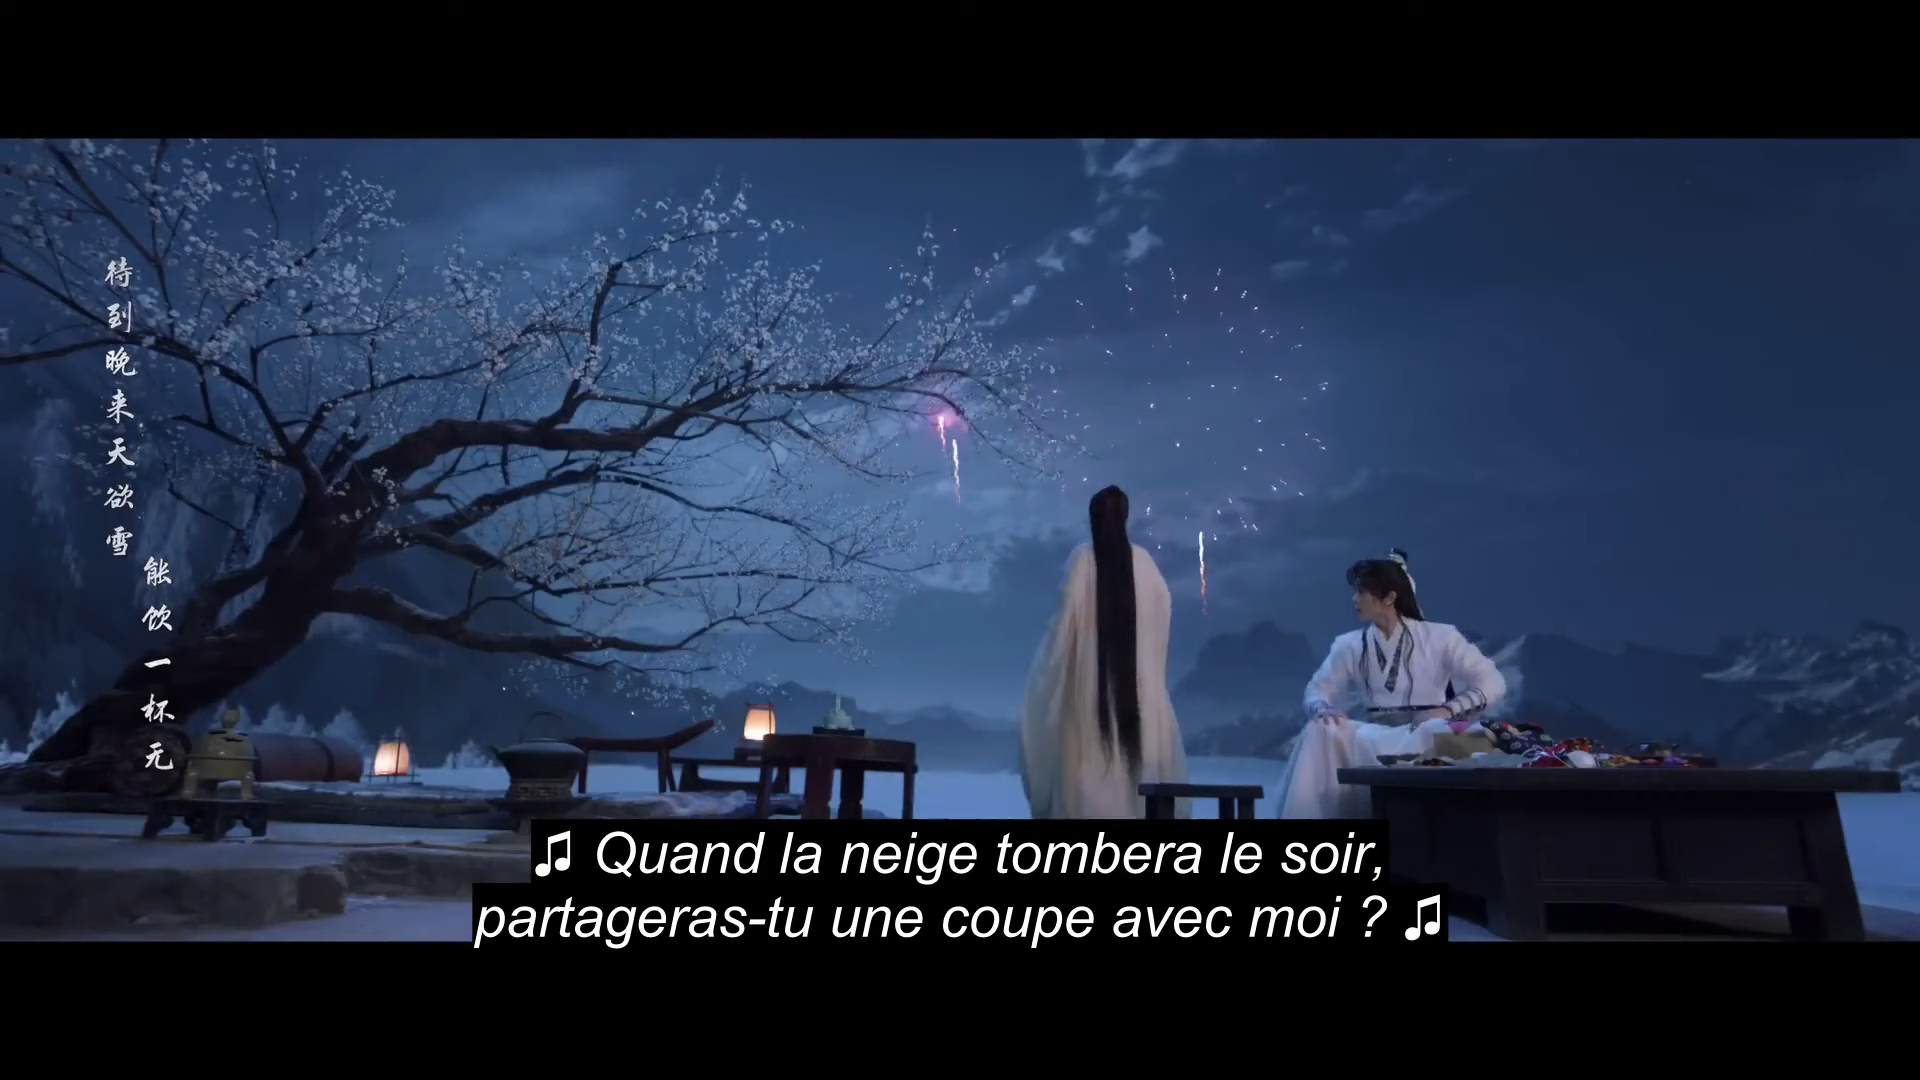 待到晚来天欲雪
能饮一杯无
♫ Quand la neige tombera le soir,
partageras-tu une coupe avec moi ? ♫